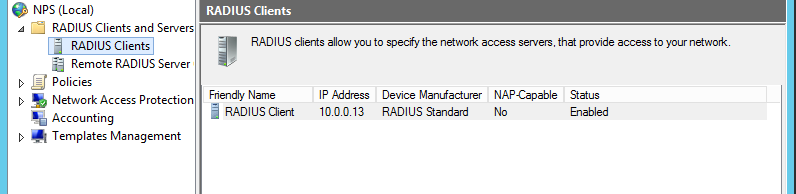 NPS (Local)
RADIUS Clients and Servers
RADIUS Clients
Remote RADIUS Server
Policies
Network Access Protection
Accounting
Templates Management
RADIUS Clients
RADIUS clients allow you to specify the network access servers, that provide access to your network.
Friendly Name IP Address Device Manufacturer NAP-Capable Status
RADIUS Client 10.0.0.13 RADIUS Standard No Enabled